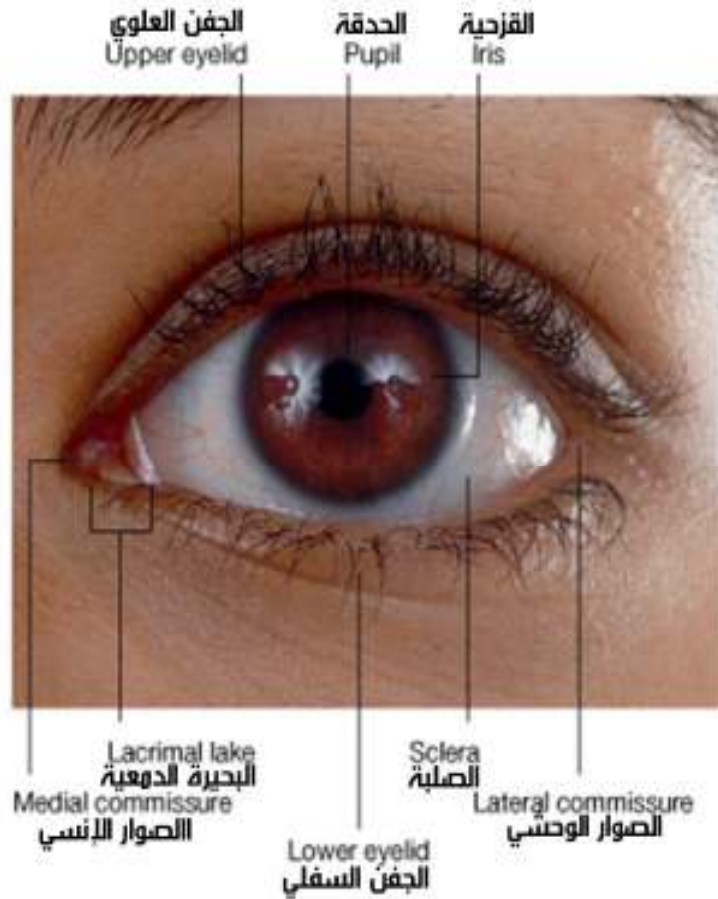 الجفن العلوي
Upper eyelid
الحدقة
Pupil
القزحية
Iris
Lacrimal lake
البحيرة الدمعية
Medial commissure
االصوار الإنسي
Lower eyelid
الجفن السفلي
Sclera
الصلبة
Lateral commissure
الصوار الوحشي